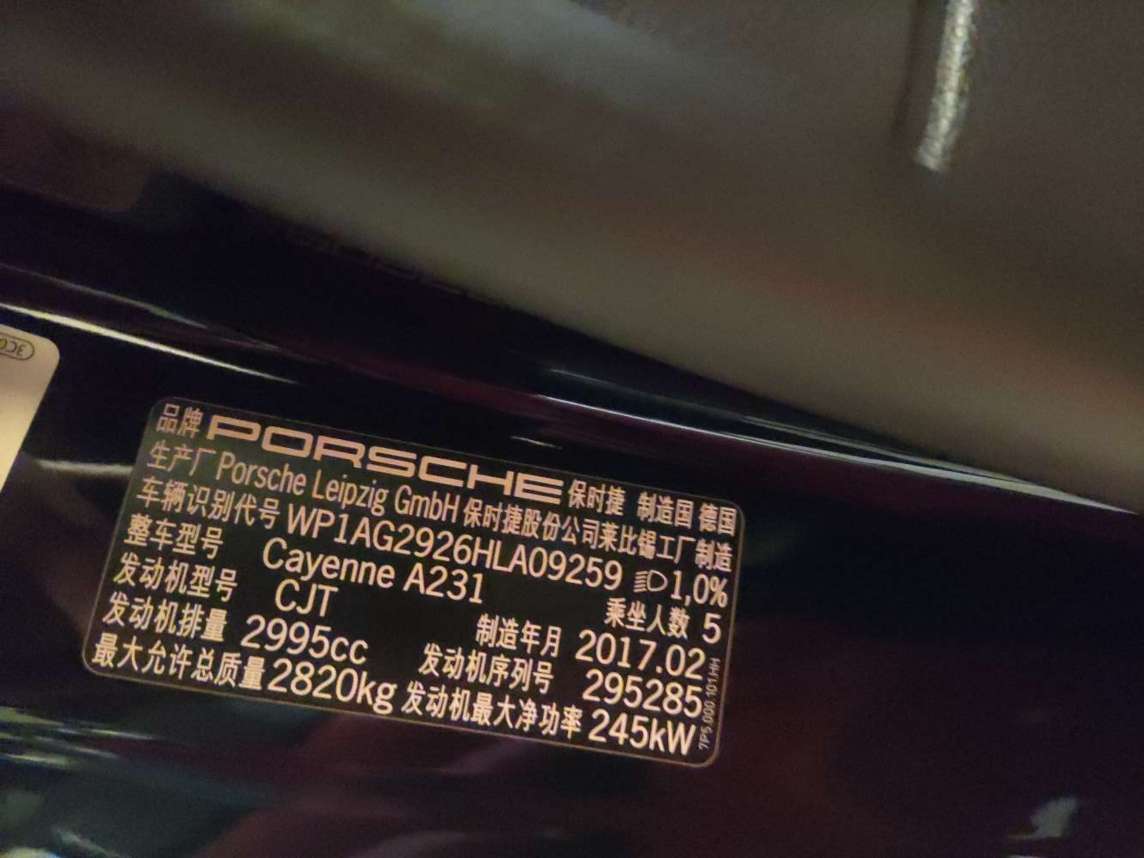 品牌 PORSCHE 保时捷 制造国 德国
生产厂 Porsche Leipzig GmbH 保时捷股份公司莱比锡工厂制造
车辆识别代号 WP1AG2926HLA09259 1,0%
整车型号 Cayenne A231 乘坐人数 5
发动机型号 CJT 制造年月 2017.02
发动机排量 2995cc 发动机序列号 295285
最大允许总质量 2820kg 发动机最大净功率 245kW
7P5.000.101.HH